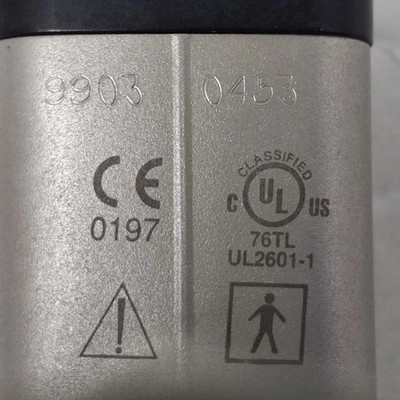 9903 0453
CLASSIFIED
CE
C UL US
0197
76TL
UL2601-1